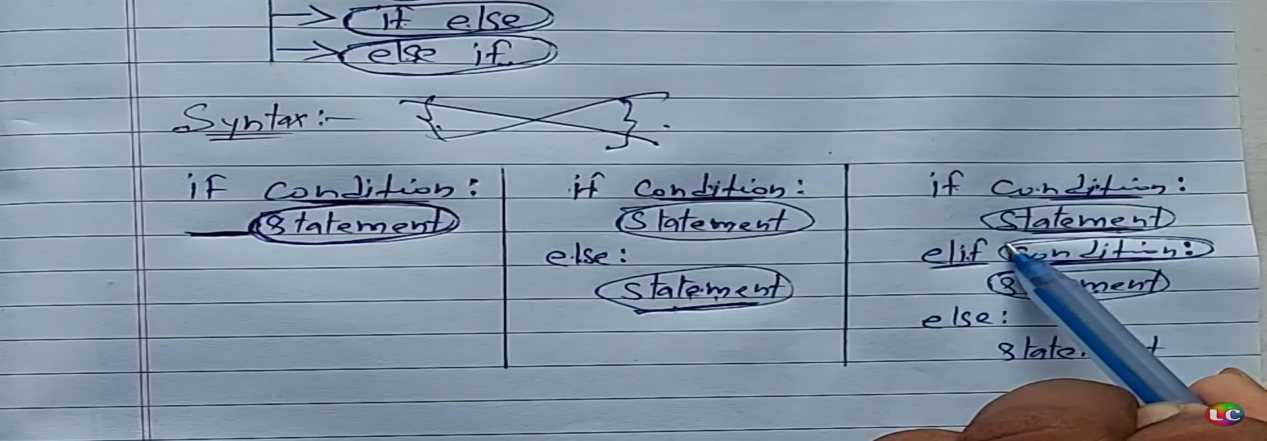 if else
else if
Syntax:- { }.
if condition:
statement
if condition:
statement
else:
statement
if condition:
statement
elif condition:
else:
LC